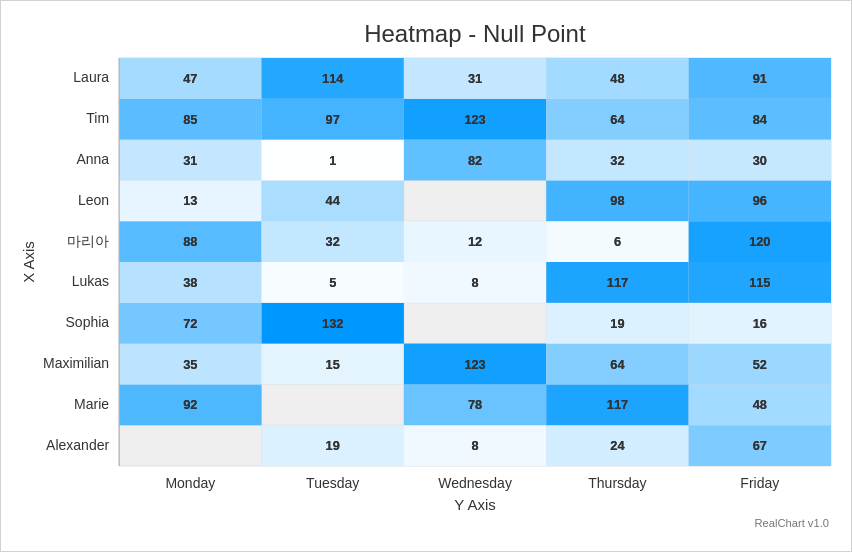 Heatmap - Null Point
Laura 47 114 31 48 91
Tim 85 97 123 64 84
Anna 31 1 82 32 30
Leon 13 44 98 96
마리아 88 32 12 6 120
Lukas 38 5 8 117 115
Sophia 72 132 19 16
Maximilian 35 15 123 64 52
Marie 92 78 117 48
Alexander 19 8 24 67
X Axis
Monday Tuesday Wednesday Thursday Friday
Y Axis
RealChart v1.0